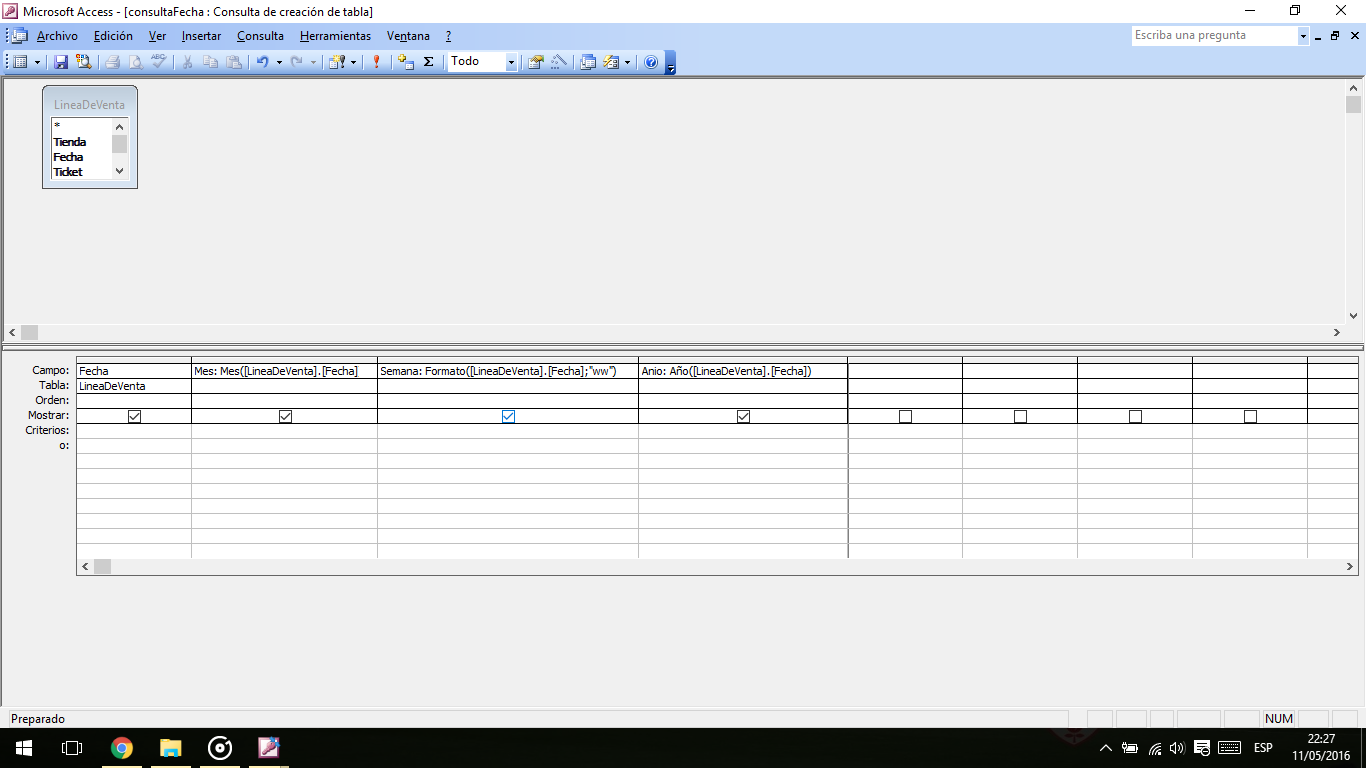 Microsoft Access - [consultaFecha : Consulta de creación de tabla]
Archivo Edición Ver Insertar Consulta Herramientas Ventana ? Escriba una pregunta
Todo
LineaDeVenta
*
Tienda
Fecha
Ticket
Campo: Fecha Mes: Mes([LineaDeVenta].[Fecha] Semana: Formato([LineaDeVenta].[Fecha];"ww") Anio: Año([LineaDeVenta].[Fecha])
Tabla: LineaDeVenta
Orden:
Mostrar:
Criterios:
o:
Preparado NUM
ESP 22:27
11/05/2016